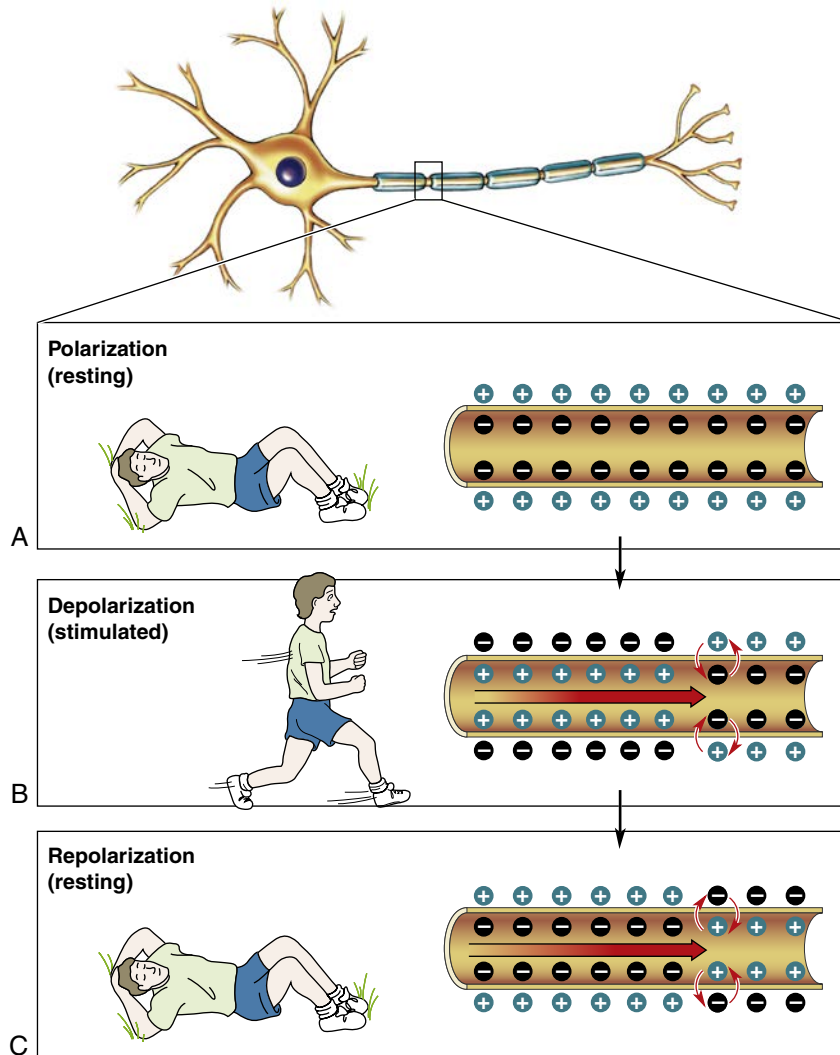 Polarization
(resting)
A
Depolarization
(stimulated)
B
Repolarization
(resting)
C